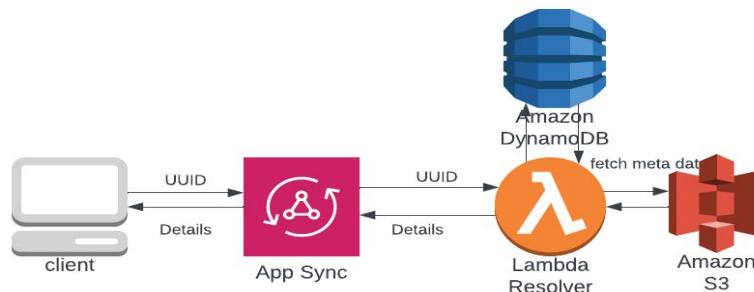 Amazon
DynamoDB
fetch meta dat
UUID
UUID
Details
Details
client
App Sync
Lambda
Resolver
Amazon
S3